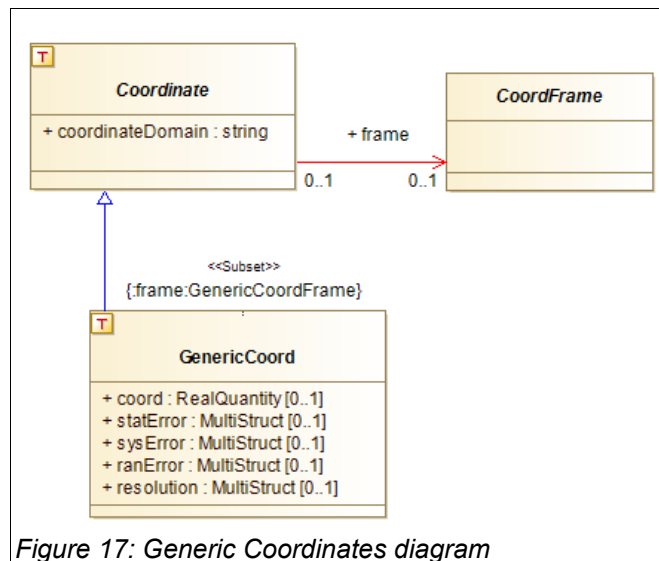 T
Coordinate
+ coordinateDomain : string
CoordFrame
+ frame
0..1
0..1
<<Subset>>
{:frame:GenericCoordFrame}
T
GenericCoord
+ coord : RealQuantity [0..1]
+ statError : MultiStruct [0..1]
+ sysError : MultiStruct [0..1]
+ ranError : MultiStruct [0..1]
+ resolution : MultiStruct [0..1]
Figure 17: Generic Coordinates diagram